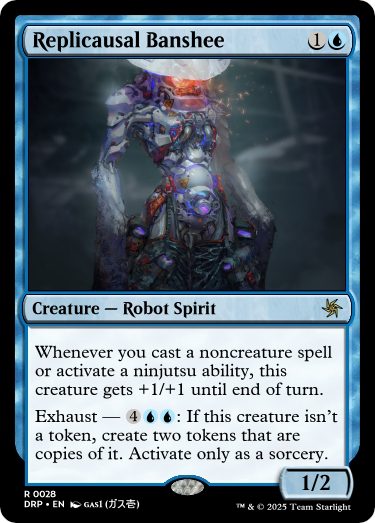 Replicausal Banshee 1
Creature — Robot Spirit
Whenever you cast a noncreature spell
or activate a ninjutsu ability, this
creature gets +1/+1 until end of turn.
Exhaust — 4: If this creature isn't
a token, create two tokens that are
copies of it. Activate only as a sorcery.
1/2
R 0028
DRP • EN GAS1 (ガス壱)
™ & © 2025 Team Starlight